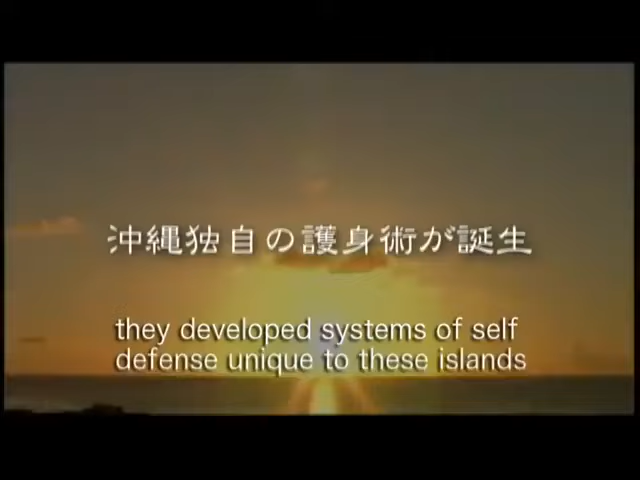 沖縄独自の護身術が誕生
they developed systems of self
defense unique to these islands